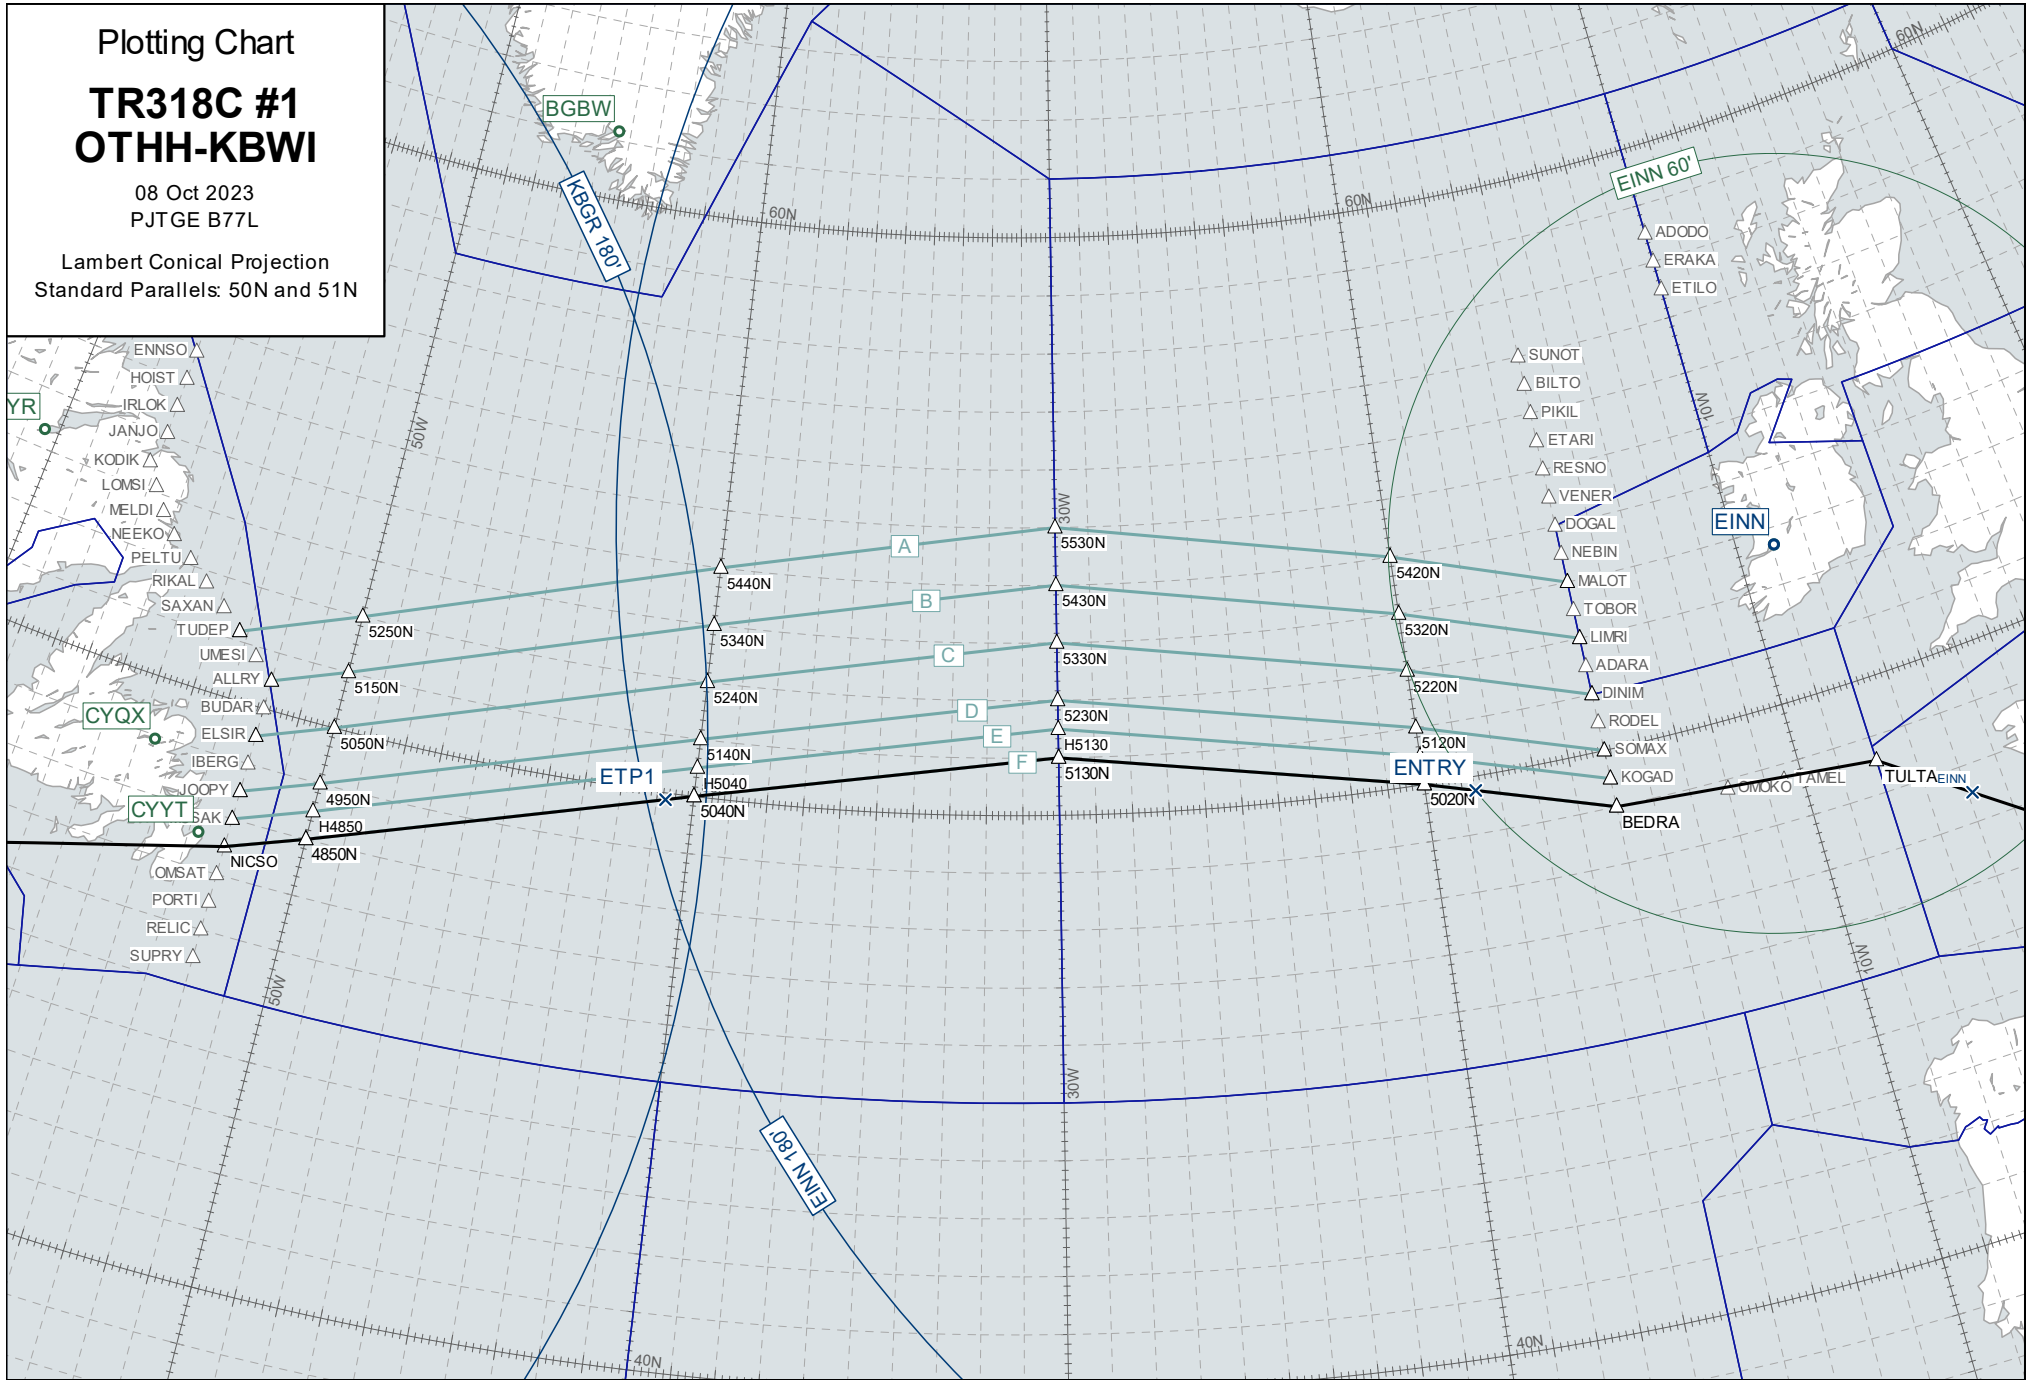 Plotting Chart
TR318C #1
OTHH-KBWI
08 Oct 2023
PJTGE B77L
Lambert Conical Projection
Standard Parallels: 50N and 51N
BGBW
KBGR 180'
60N
60N
60N
EINN 60'
ADODO
ERAKA
ETILO
ENNSO
HOIST
IRLOK
JANJO
KODIK
LOMSI
MELDI
NEEKO
PELTU
RIKAL
SAXAN
TUDEP
UMESI
ALLRY
BUDAR
ELSIR
IBERG
JOOPY
SAK
NICSO
OMSAT
PORTI
RELIC
SUPRY
YR
CYQX
CYYT
50W
50W
30W
30W
10W
10W
SUNOT
BILTO
PIKIL
ETARI
RESNO
VENER
DOGAL
NEBIN
MALOT
TOBOR
LIMRI
ADARA
DINIM
RODEL
SOMAX
KOGAD
BEDRA
OMOKO
TAMEL
TULTA
EINN
EINN
A
B
C
D
E
F
5250N
5440N
5530N
5420N
5150N
5340N
5430N
5320N
5050N
5240N
5330N
5220N
4950N
5140N
5230N
5120N
H4850
H5040
H5130
4850N
5040N
5130N
5020N
ETP1
ENTRY
EINN 180'
40N
40N